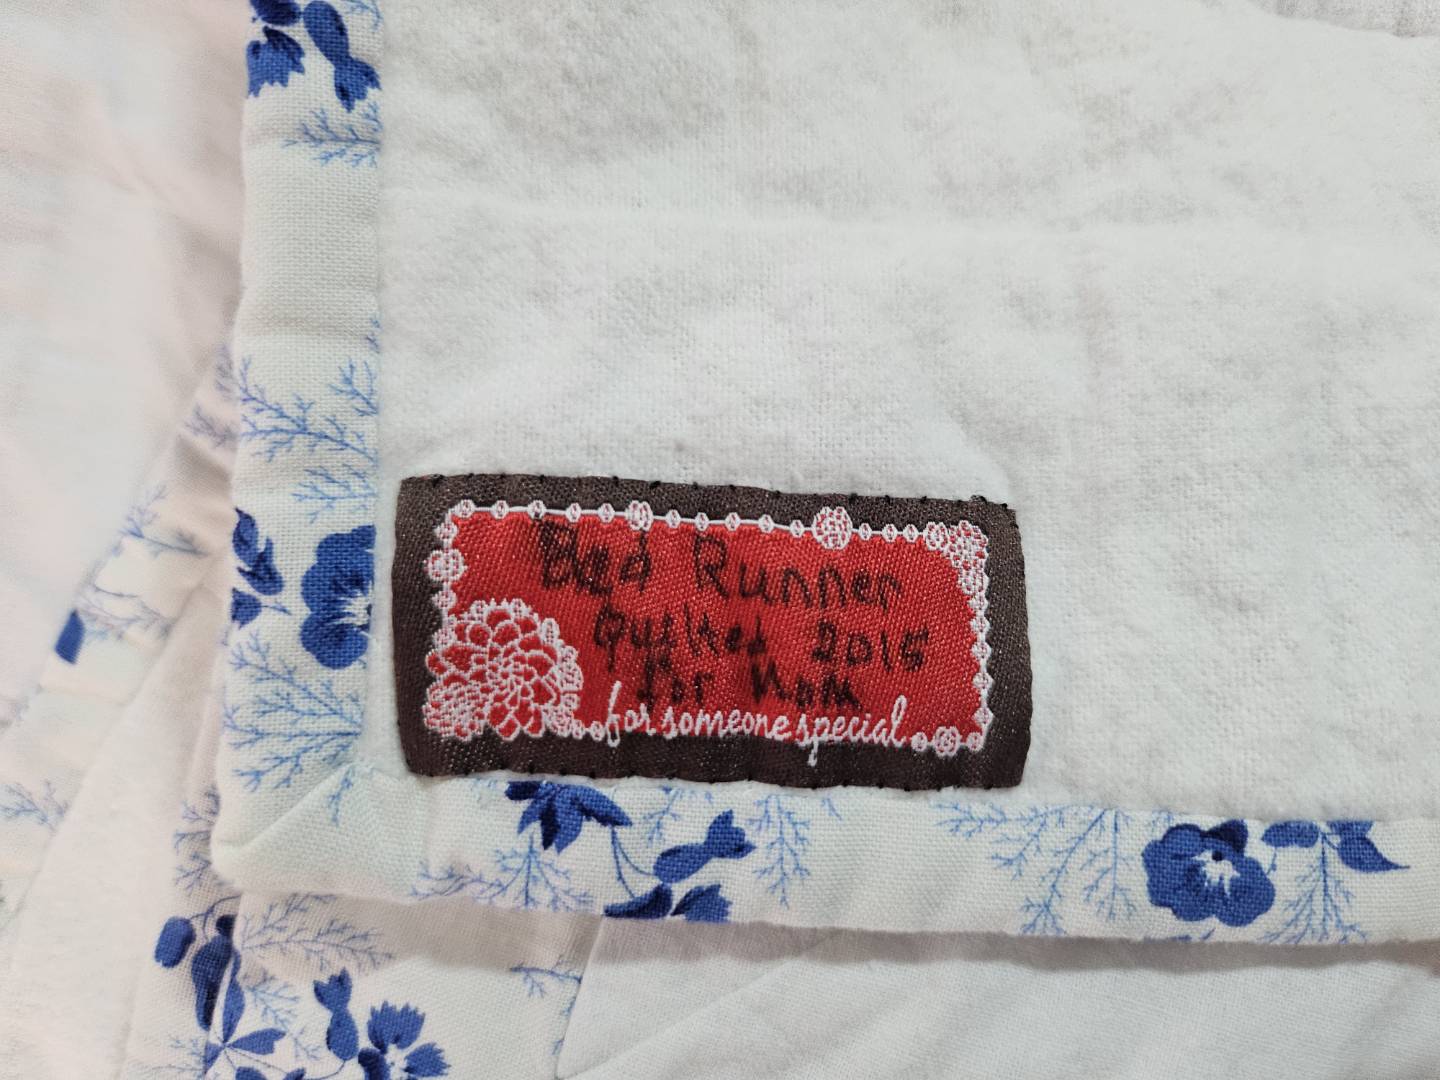 Bed Runner
Quilted 2015
for Mom
for someone special